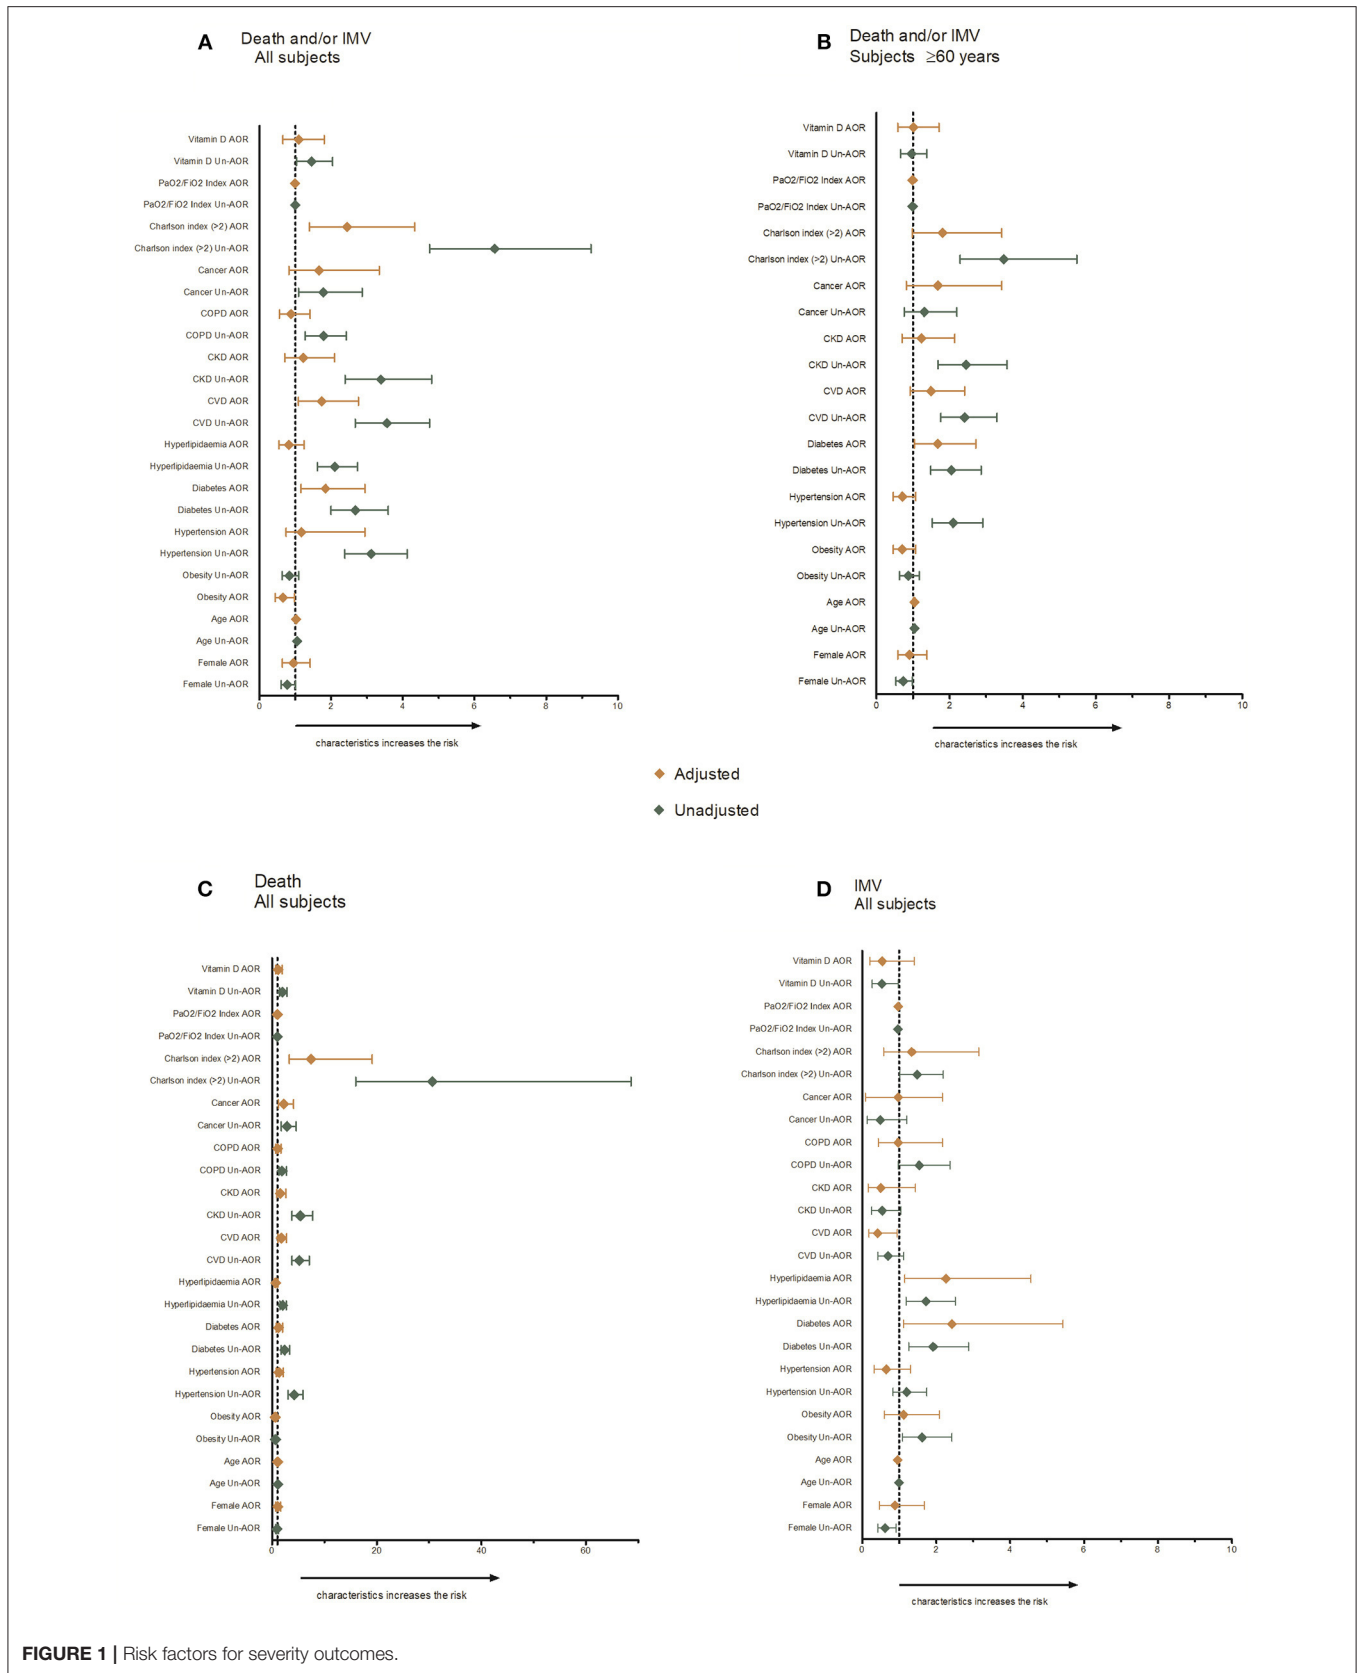 A
Death and/or IMV
All subjects
Vitamin D AOR
Vitamin D Un-AOR
PaO2/FiO2 Index AOR
PaO2/FiO2 Index Un-AOR
Charlson index (>2) AOR
Charlson index (>2) Un-AOR
Cancer AOR
Cancer Un-AOR
COPD AOR
COPD Un-AOR
CKD AOR
CKD Un-AOR
CVD AOR
CVD Un-AOR
Hyperlipidaemia AOR
Hyperlipidaemia Un-AOR
Diabetes AOR
Diabetes Un-AOR
Hypertension AOR
Hypertension Un-AOR
Obesity Un-AOR
Obesity AOR
Age AOR
Age Un-AOR
Female AOR
Female Un-AOR
0 2 4 6 8 10
characteristics increases the risk
B
Death and/or IMV
Subjects ≥60 years
Vitamin D AOR
Vitamin D Un-AOR
PaO2/FiO2 Index AOR
PaO2/FiO2 Index Un-AOR
Charlson index (>2) AOR
Charlson index (>2) Un-AOR
Cancer AOR
Cancer Un-AOR
CKD AOR
CKD Un-AOR
CVD AOR
CVD Un-AOR
Diabetes AOR
Diabetes Un-AOR
Hypertension AOR
Hypertension Un-AOR
Obesity AOR
Obesity Un-AOR
Age AOR
Age Un-AOR
Female AOR
Female Un-AOR
0 2 4 6 8 10
characteristics increases the risk
Adjusted
Unadjusted
C
Death
All subjects
Vitamin D AOR
Vitamin D Un-AOR
PaO2/FiO2 Index AOR
PaO2/FiO2 Index Un-AOR
Charlson index (>2) AOR
Charlson index (>2) Un-AOR
Cancer AOR
Cancer Un-AOR
COPD AOR
COPD Un-AOR
CKD AOR
CKD Un-AOR
CVD AOR
CVD Un-AOR
Hyperlipidaemia AOR
Hyperlipidaemia Un-AOR
Diabetes AOR
Diabetes Un-AOR
Hypertension AOR
Hypertension Un-AOR
Obesity AOR
Obesity Un-AOR
Age AOR
Age Un-AOR
Female AOR
Female Un-AOR
0 20 40 60
characteristics increases the risk
D
IMV
All subjects
Vitamin D AOR
Vitamin D Un-AOR
PaO2/FiO2 Index AOR
PaO2/FiO2 Index Un-AOR
Charlson index (>2) AOR
Charlson index (>2) Un-AOR
Cancer AOR
Cancer Un-AOR
COPD AOR
COPD Un-AOR
CKD AOR
CKD Un-AOR
CVD AOR
CVD Un-AOR
Hyperlipidaemia AOR
Hyperlipidaemia Un-AOR
Diabetes AOR
Diabetes Un-AOR
Hypertension AOR
Hypertension Un-AOR
Obesity AOR
Obesity Un-AOR
Age AOR
Age Un-AOR
Female AOR
Female Un-AOR
0 2 4 6 8 10
characteristics increases the risk
FIGURE 1 | Risk factors for severity outcomes.